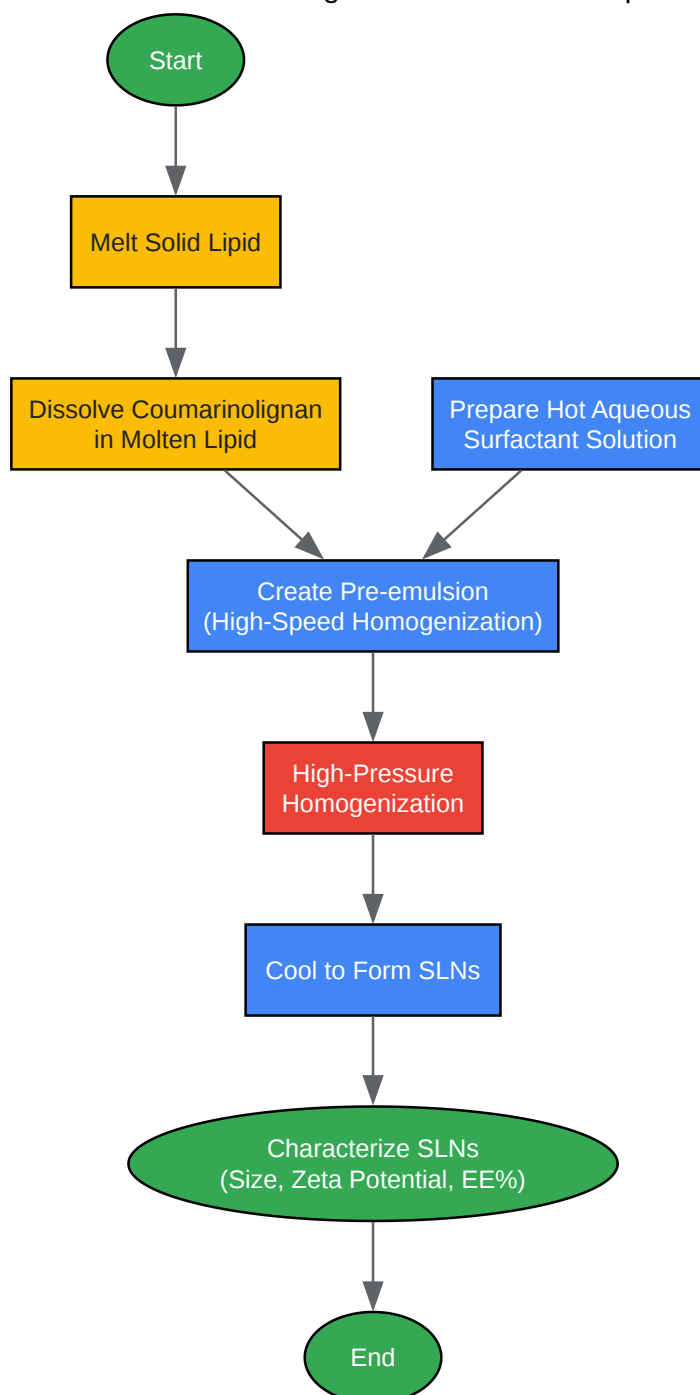 Start
Melt Solid Lipid
Dissolve Coumarinolignan
in Molten Lipid
Prepare Hot Aqueous
Surfactant Solution
Create Pre-emulsion
(High-Speed Homogenization)
High-Pressure
Homogenization
Cool to Form SLNs
Characterize SLNs
(Size, Zeta Potential, EE%)
End